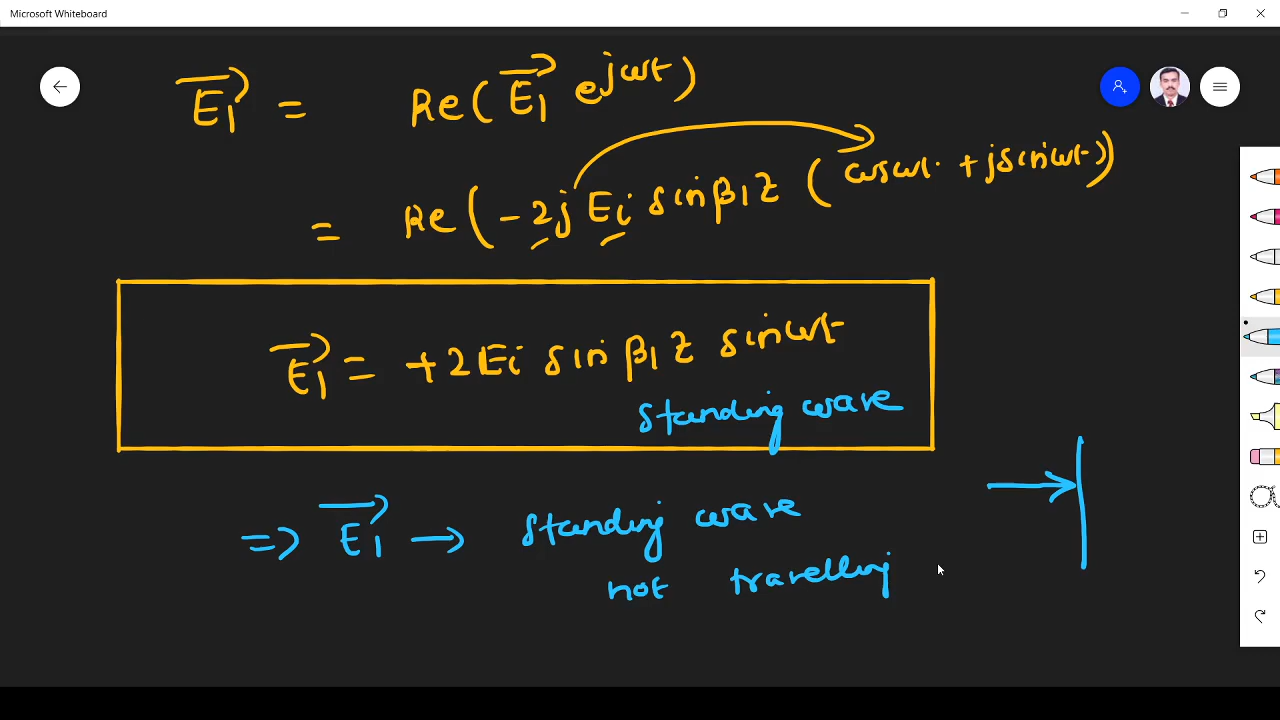 Microsoft Whiteboard
E₁ = Re( E₁ e^jωt )
= Re( -2j Ei sinβ₁z ( cosωt + jsinωt ) )
E₁ = +2Ei sinβ₁z sinωt
Standing wave
=> E₁ → Standing wave
not travelling